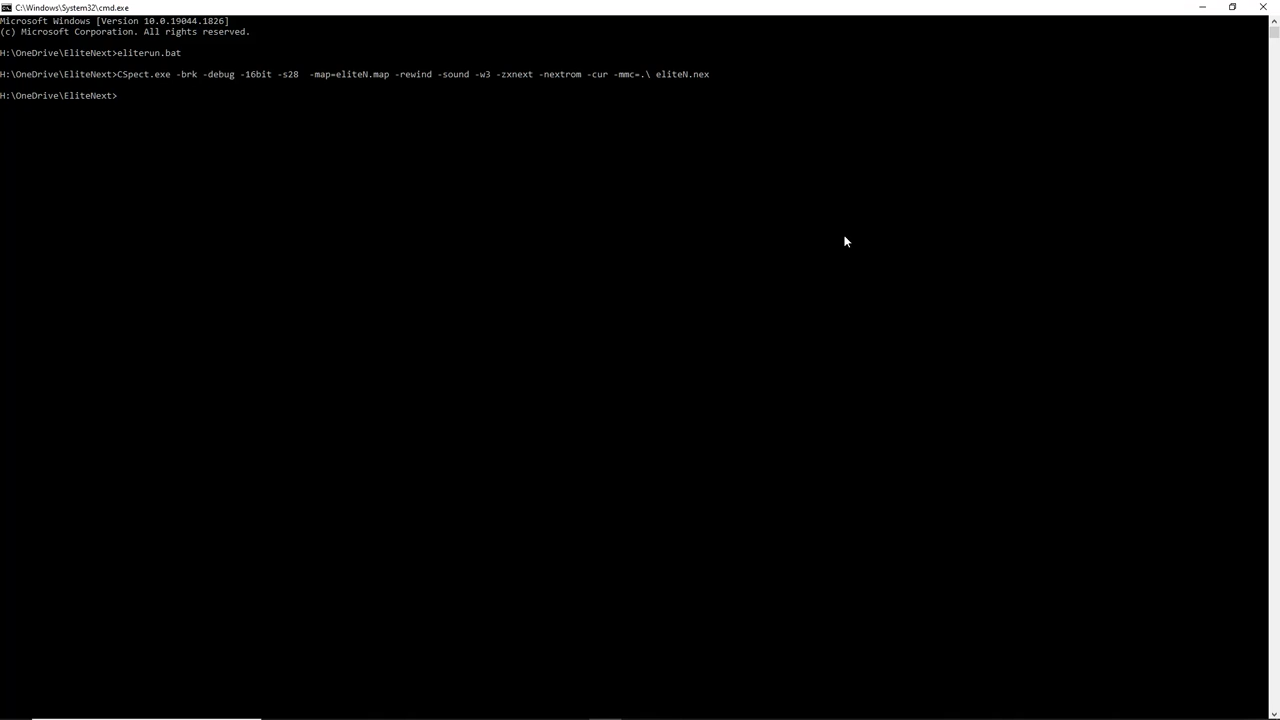 C:\Windows\System32\cmd.exe
Microsoft Windows [Version 10.0.19044.1826]
(c) Microsoft Corporation. All rights reserved.
H:\OneDrive\EliteNext>eliterun.bat
H:\OneDrive\EliteNext>CSpect.exe -brk -debug -16bit -s28  -map=eliteN.map -rewind -sound -w3 -zxnext -nextrom -cur -mmc=.\ eliteN.nex
H:\OneDrive\EliteNext>